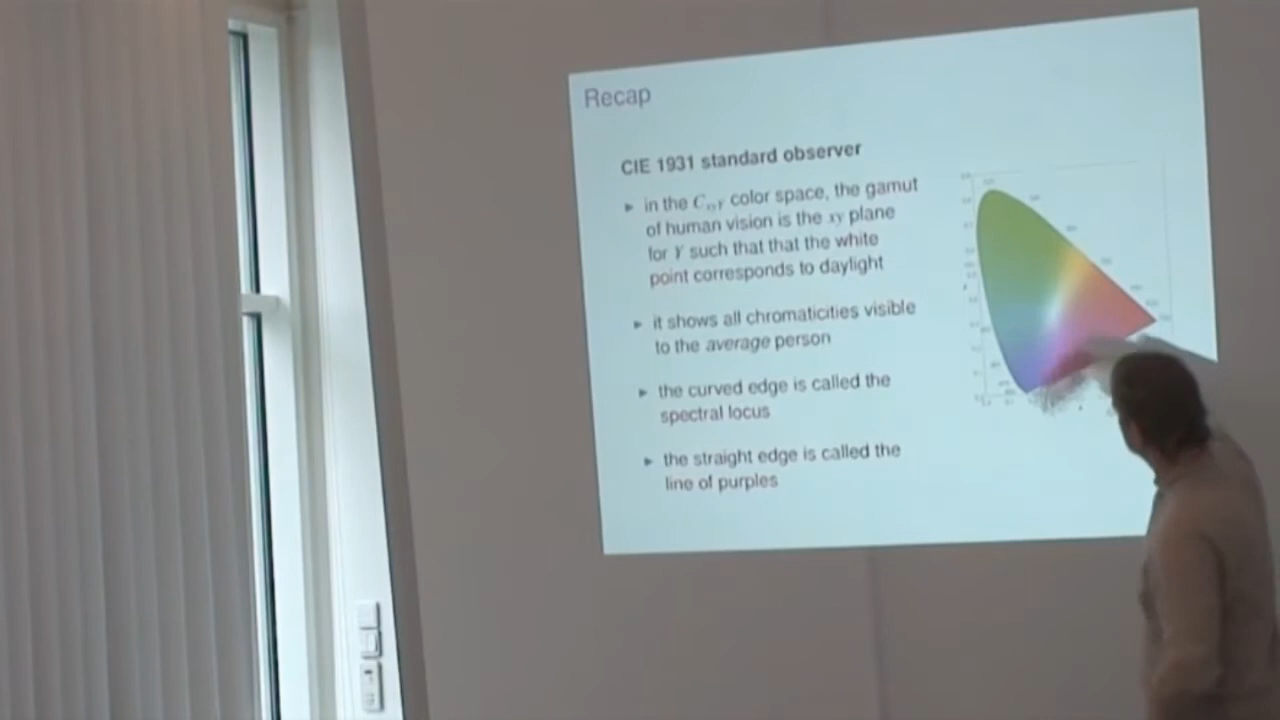 Recap
CIE 1931 standard observer
▸ in the CxyY color space, the gamut
of human vision is the xy plane
for Y such that that the white
point corresponds to daylight
▸ it shows all chromaticities visible
to the average person
▸ the curved edge is called the
spectral locus
▸ the straight edge is called the
line of purples